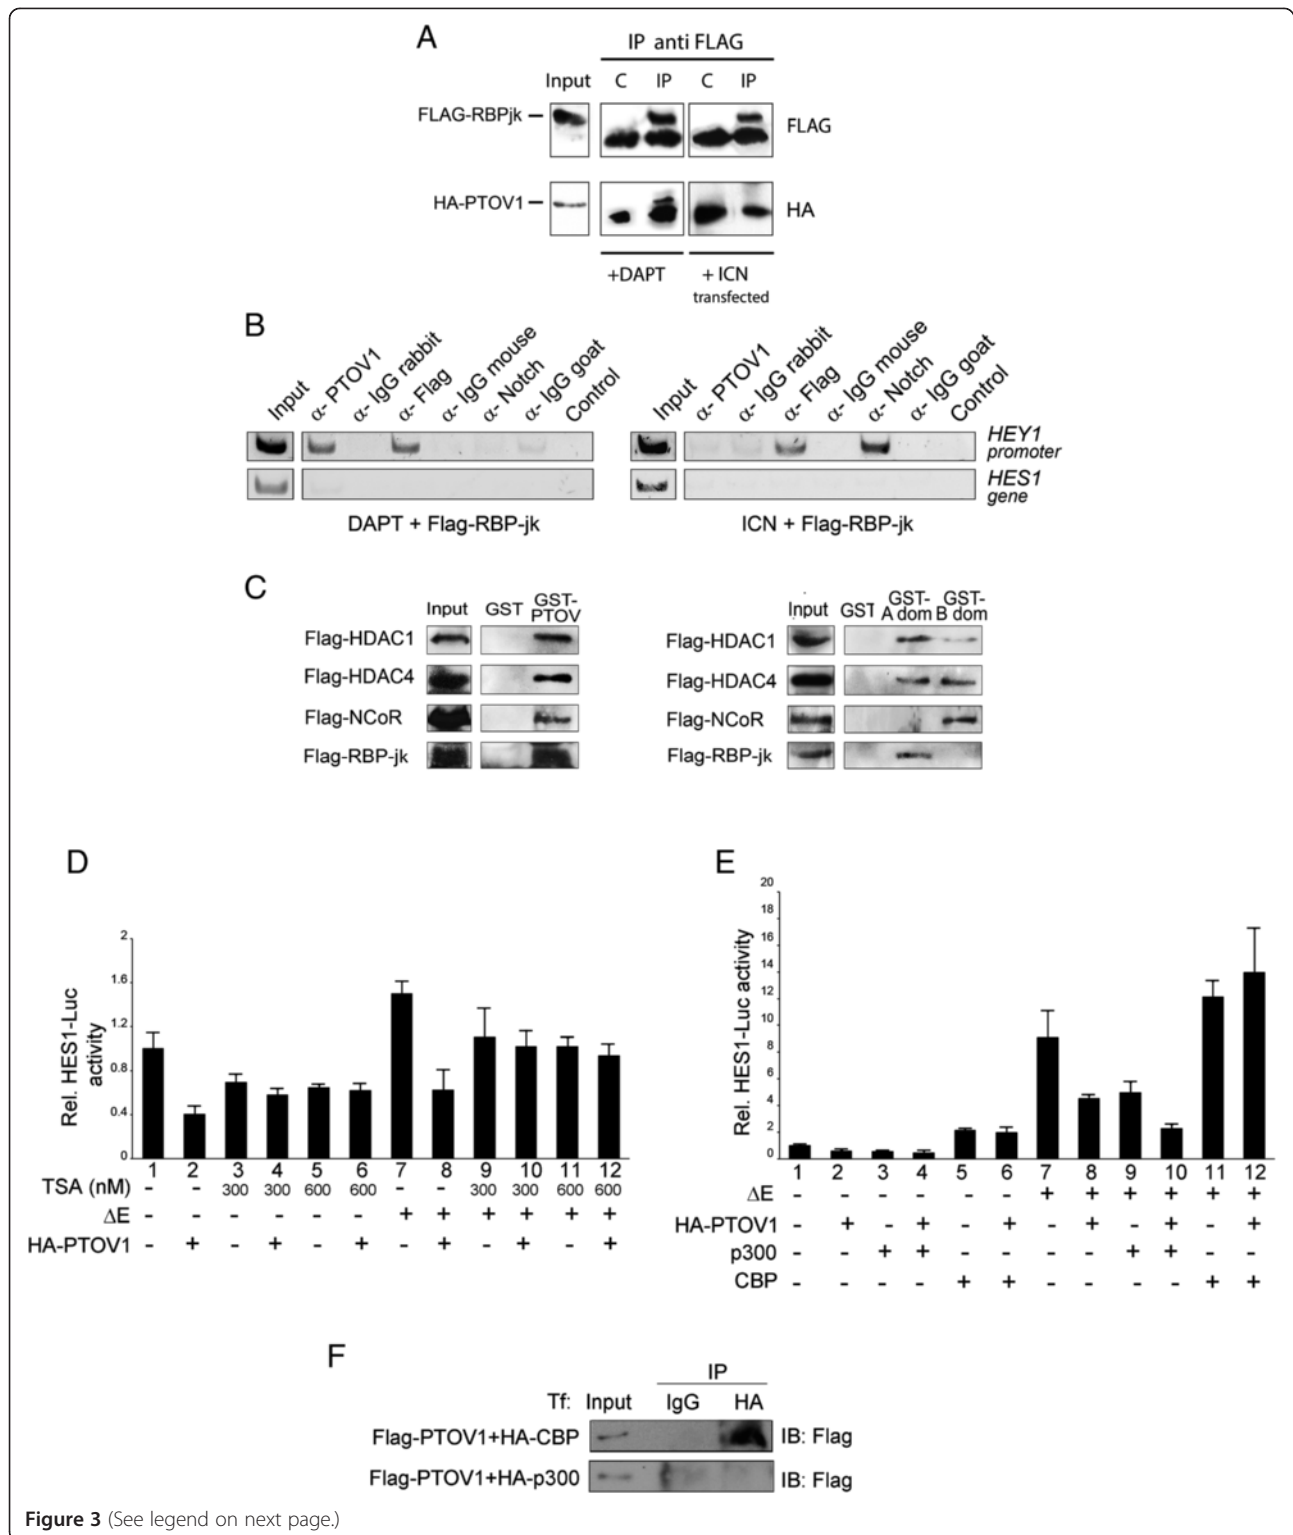 A
IP anti FLAG
Input C IP C IP
FLAG-RBPjk
FLAG
HA-PTOV1
HA
+DAPT + ICN
transfected
B
Input α- PTOV1 α- IgG rabbit α- Flag α- IgG mouse α- Notch α- IgG goat Control
Input α- PTOV1 α- IgG rabbit α- Flag α- IgG mouse α- Notch α- IgG goat Control
HEY1
promoter
HES1
gene
DAPT + Flag-RBP-jk
ICN + Flag-RBP-jk
C
Input GST GST-PTOV
Flag-HDAC1
Flag-HDAC4
Flag-NCoR
Flag-RBP-jk
Input GST GST-A dom GST-B dom
Flag-HDAC1
Flag-HDAC4
Flag-NCoR
Flag-RBP-jk
D
Rel. HES1-Luc
activity
2
1.6
1.2
0.8
0.4
0
1 2 3 4 5 6 7 8 9 10 11 12
TSA (nM) - - 300 300 600 600 - - 300 300 600 600
ΔE - - - - - - + + + + + +
HA-PTOV1 - + - + - + - + - + - +
E
Rel. HES1-Luc activity
20
18
16
14
12
10
8
6
4
2
0
1 2 3 4 5 6 7 8 9 10 11 12
ΔE - - - - - - + + + + + +
HA-PTOV1 - + - + - + - + - + - +
p300 - - + + - - - - + + - -
CBP - - - - + + - - - - + +
F
IP
Tf: Input IgG HA
Flag-PTOV1+HA-CBP IB: Flag
Flag-PTOV1+HA-p300 IB: Flag
Figure 3 (See legend on next page.)